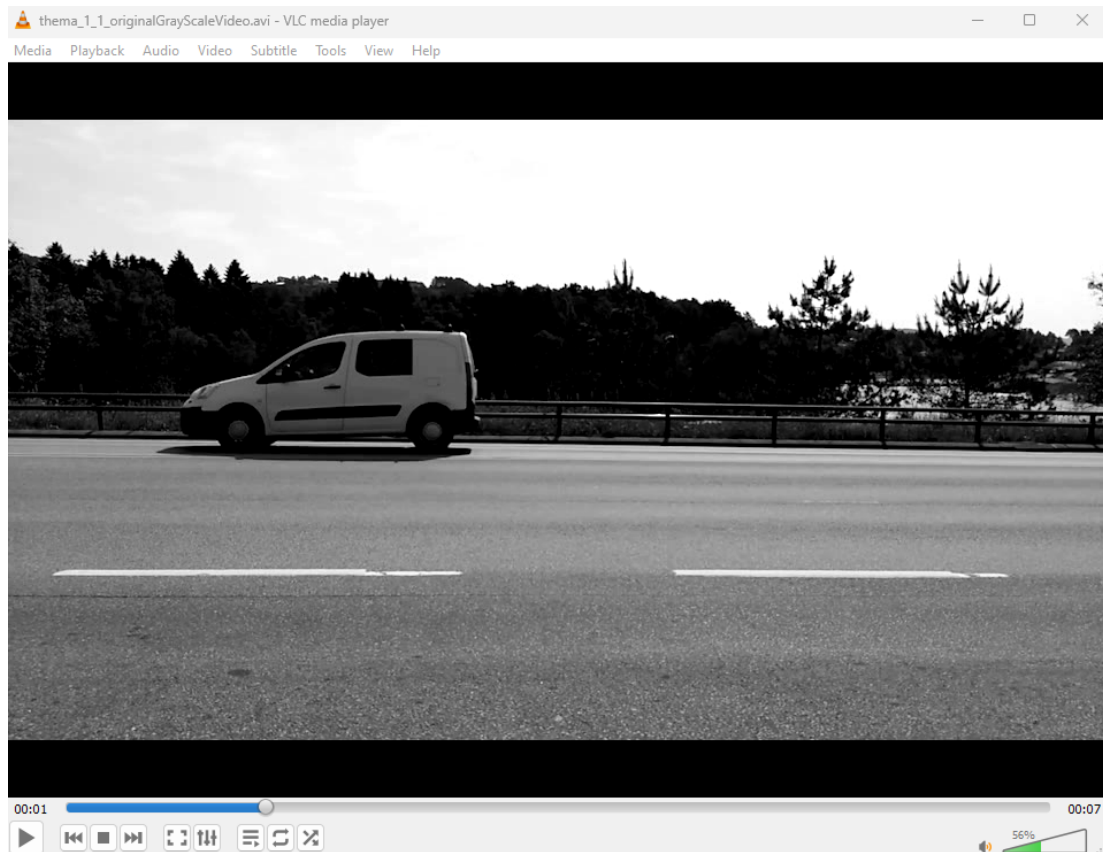 thema_1_1_originalGrayScaleVideo.avi - VLC media player
Media Playback Audio Video Subtitle Tools View Help
00:01 00:07
56%